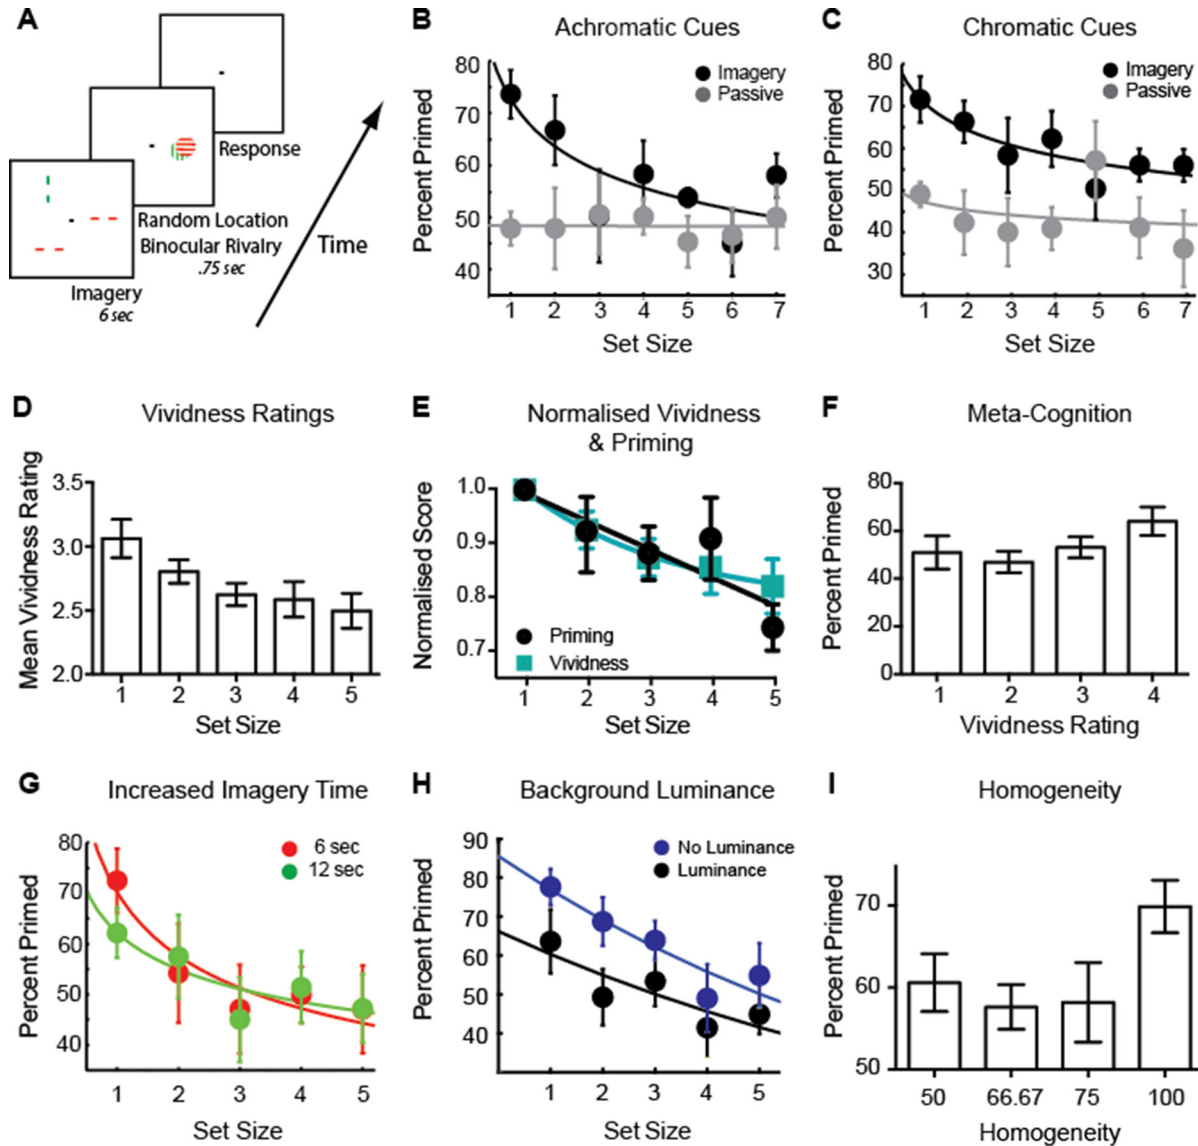 A
Response
Random Location
Binocular Rivalry
.75 sec
Time
Imagery
6 sec
B
Achromatic Cues
Percent Primed
80
70
60
50
40
Imagery
Passive
1 2 3 4 5 6 7
Set Size
C
Chromatic Cues
Percent Primed
80
70
60
50
40
30
Imagery
Passive
1 2 3 4 5 6 7
Set Size
D
Vividness Ratings
Mean Vividness Rating
3.5
3.0
2.5
2.0
1 2 3 4 5
Set Size
E
Normalised Vividness
& Priming
Normalised Score
1.0
0.9
0.8
0.7
Priming
Vividness
1 2 3 4 5
Set Size
F
Meta-Cognition
Percent Primed
80
60
40
20
0
1 2 3 4
Vividness Rating
G
Increased Imagery Time
Percent Primed
80
70
60
50
40
6 sec
12 sec
1 2 3 4 5
Set Size
H
Background Luminance
Percent Primed
90
80
70
60
50
40
No Luminance
Luminance
1 2 3 4 5
Set Size
I
Homogeneity
Percent Primed
70
60
50
50 66.67 75 100
Homogeneity